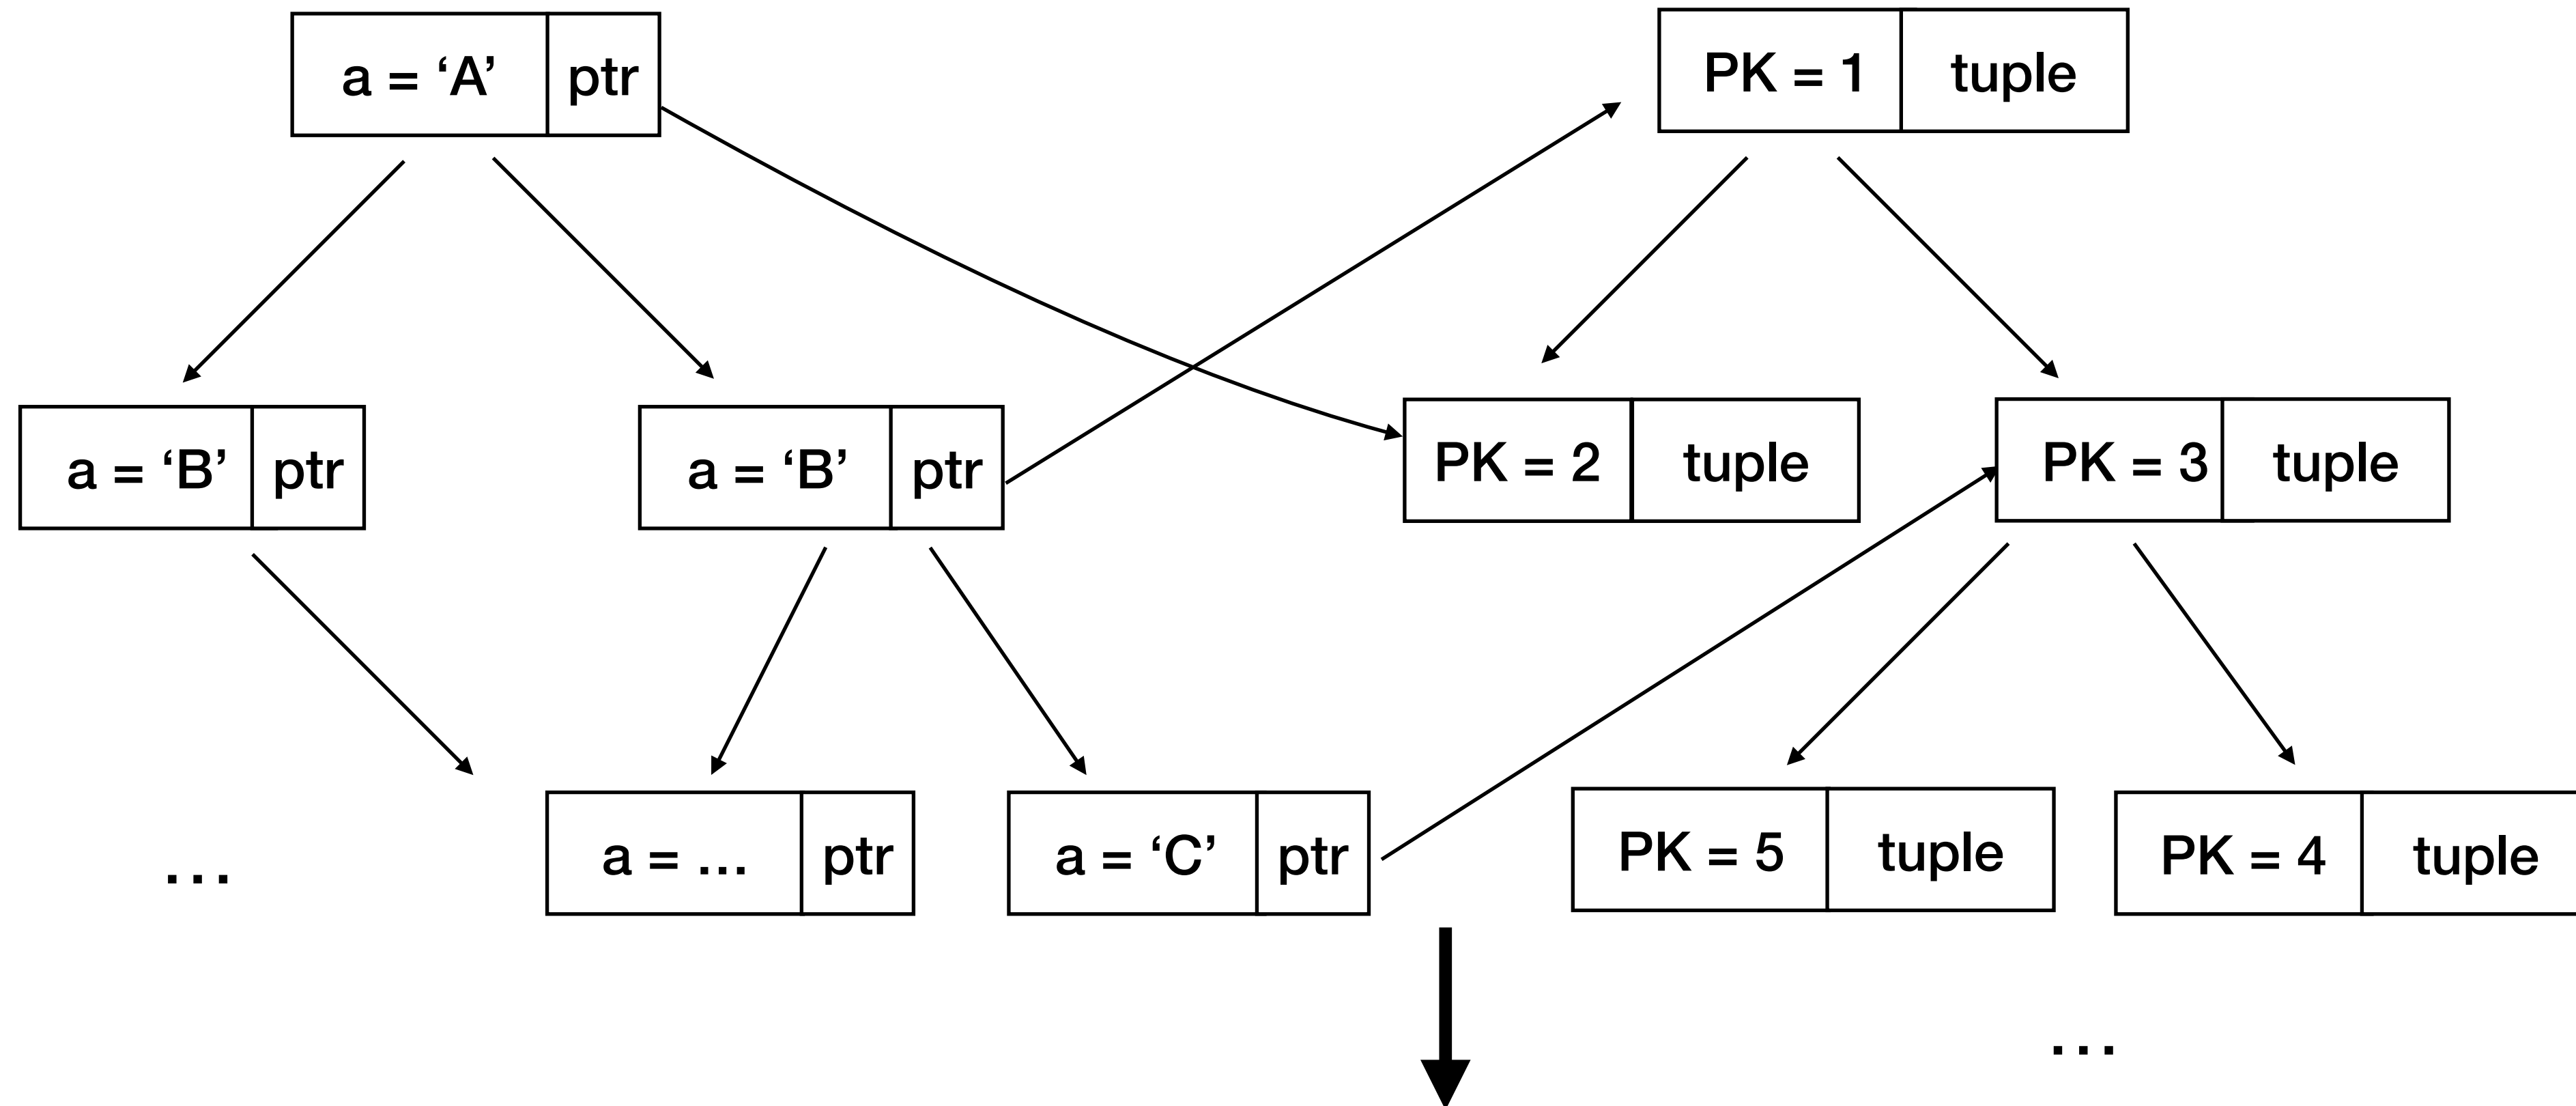 a = ‘A’ ptr
PK = 1 tuple
a = ‘B’ ptr
a = ‘B’ ptr
PK = 2 tuple
PK = 3 tuple
...
a = ... ptr
a = ‘C’ ptr
PK = 5 tuple
PK = 4 tuple
...